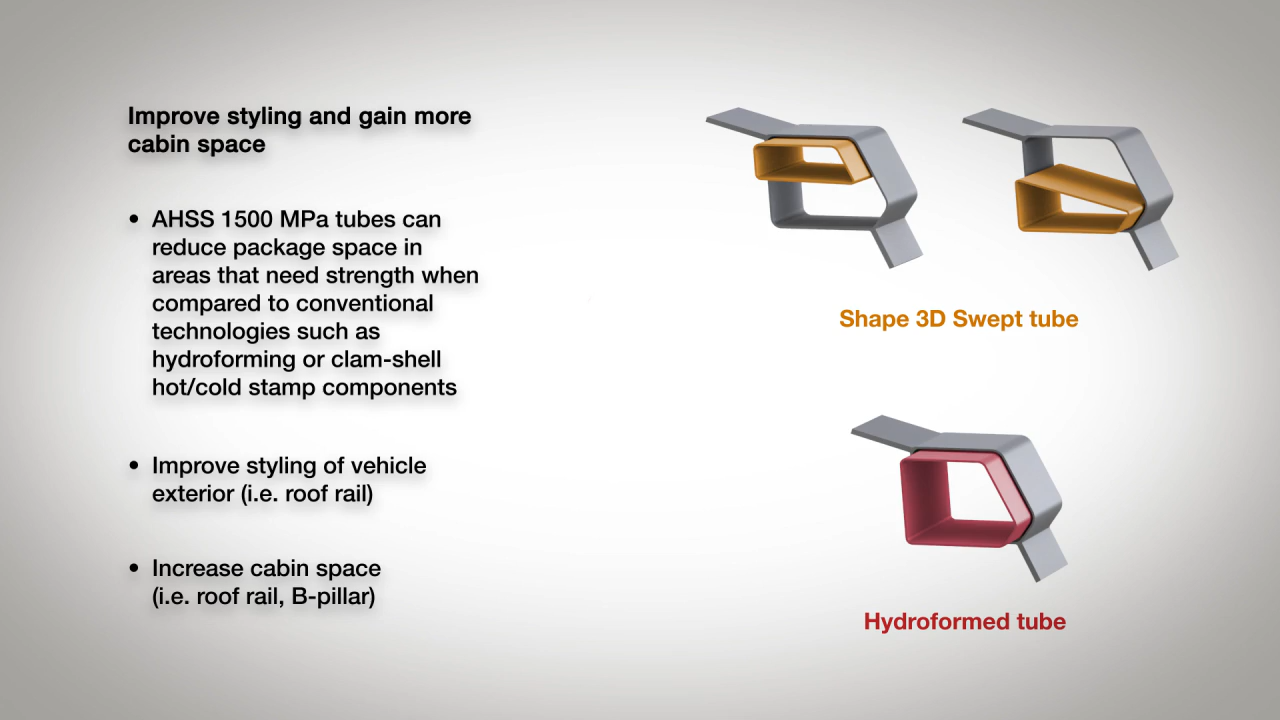 Improve styling and gain more
cabin space
• AHSS 1500 MPa tubes can
reduce package space in
areas that need strength when
compared to conventional
technologies such as
hydroforming or clam-shell
hot/cold stamp components
• Improve styling of vehicle
exterior (i.e. roof rail)
• Increase cabin space
(i.e. roof rail, B-pillar)
Shape 3D Swept tube
Hydroformed tube